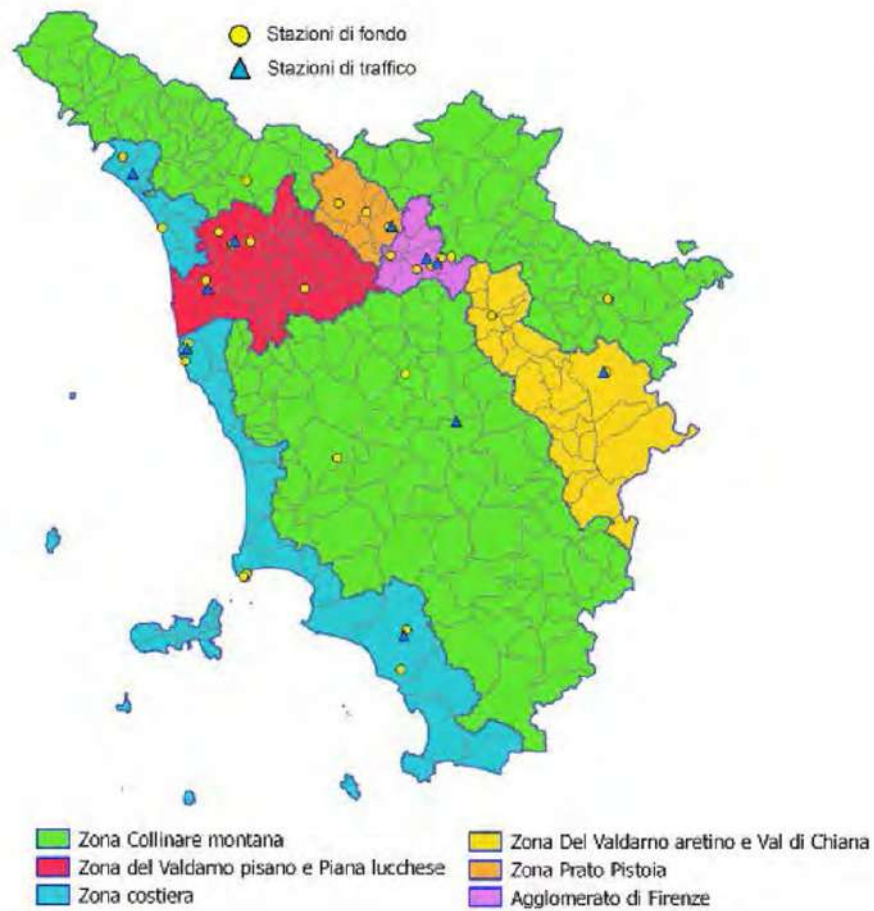 Stazioni di fondo
Stazioni di traffico
Zona Collinare montana
Zona del Valdarno pisano e Piana lucchese
Zona costiera
Zona Del Valdarno aretino e Val di Chiana
Zona Prato Pistoia
Agglomerato di Firenze